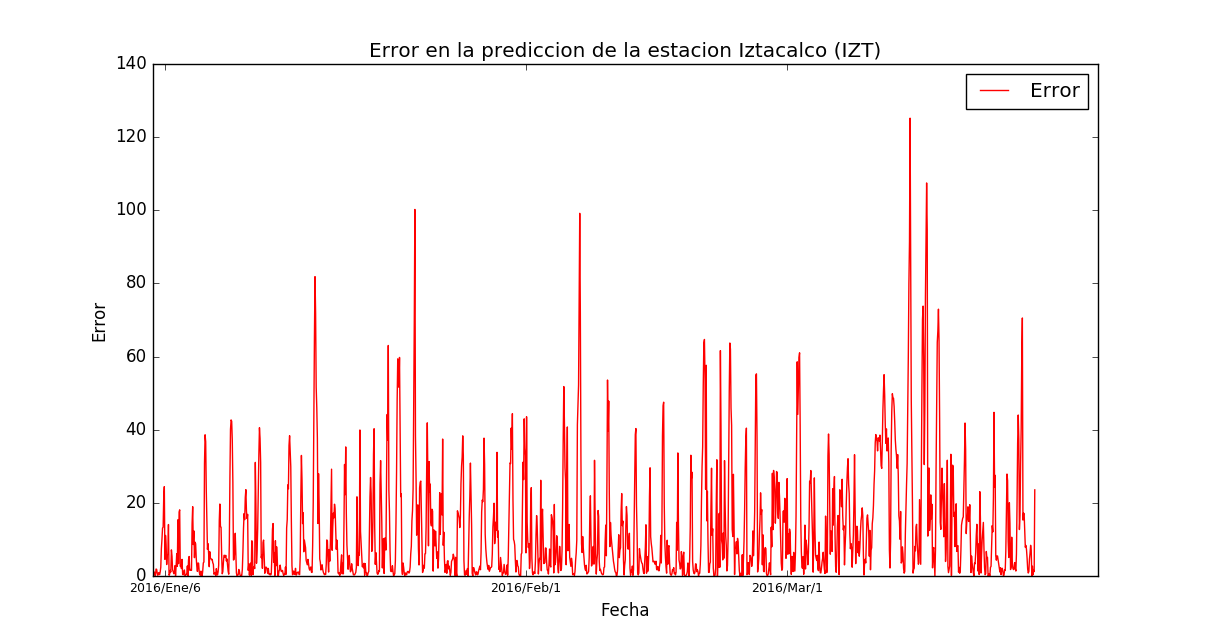 Error en la prediccion de la estacion Iztacalco (IZT)
140
120
100
80
60
40
20
0
Error
Error
2016/Ene/6
2016/Feb/1
2016/Mar/1
Fecha